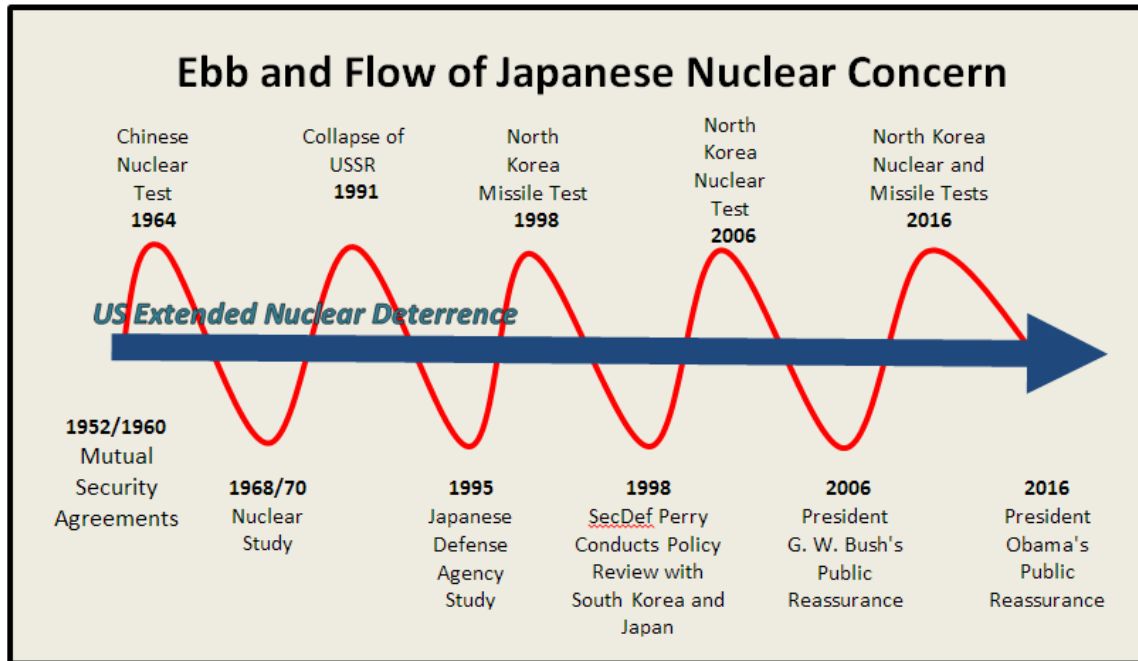 Ebb and Flow of Japanese Nuclear Concern
Chinese
Nuclear
Test
1964
Collapse of
USSR
1991
North
Korea
Missile Test
1998
North
Korea
Nuclear
Test
2006
North Korea
Nuclear and
Missile Tests
2016
US Extended Nuclear Deterrence
1952/1960
Mutual
Security
Agreements
1968/70
Nuclear
Study
1995
Japanese
Defense
Agency
Study
1998
SecDef Perry
Conducts Policy
Review with
South Korea and
Japan
2006
President
G. W. Bush's
Public
Reassurance
2016
President
Obama's
Public
Reassurance